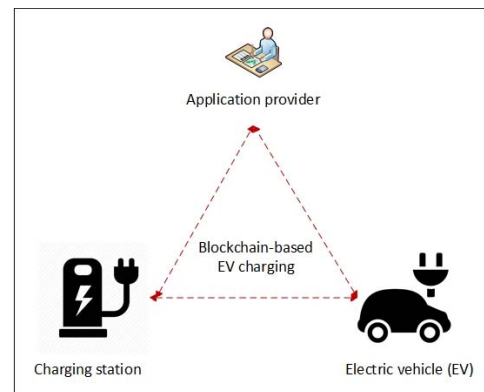 Application provider
Blockchain-based
EV charging
Charging station
Electric vehicle (EV)